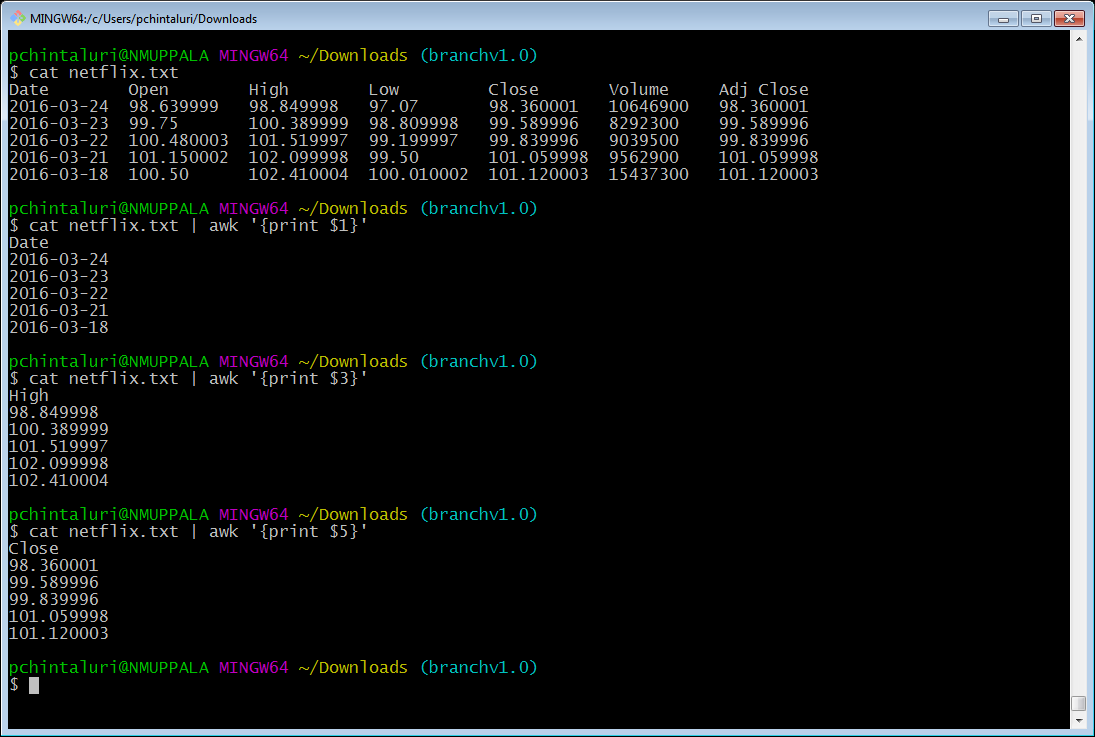 MINGW64:/c/Users/pchintaluri/Downloads
pchintaluri@NMUPPALA MINGW64 ~/Downloads (branchv1.0)
$ cat netflix.txt
Date Open High Low Close Volume Adj Close
2016-03-24 98.639999 98.849998 97.07 98.360001 10646900 98.360001
2016-03-23 99.75 100.389999 98.809998 99.589996 8292300 99.589996
2016-03-22 100.480003 101.519997 99.199997 99.839996 9039500 99.839996
2016-03-21 101.150002 102.099998 99.50 101.059998 9562900 101.059998
2016-03-18 100.50 102.410004 100.010002 101.120003 15437300 101.120003
pchintaluri@NMUPPALA MINGW64 ~/Downloads (branchv1.0)
$ cat netflix.txt | awk '{print $1}'
Date
2016-03-24
2016-03-23
2016-03-22
2016-03-21
2016-03-18
pchintaluri@NMUPPALA MINGW64 ~/Downloads (branchv1.0)
$ cat netflix.txt | awk '{print $3}'
High
98.849998
100.389999
101.519997
102.099998
102.410004
pchintaluri@NMUPPALA MINGW64 ~/Downloads (branchv1.0)
$ cat netflix.txt | awk '{print $5}'
Close
98.360001
99.589996
99.839996
101.059998
101.120003
pchintaluri@NMUPPALA MINGW64 ~/Downloads (branchv1.0)
$